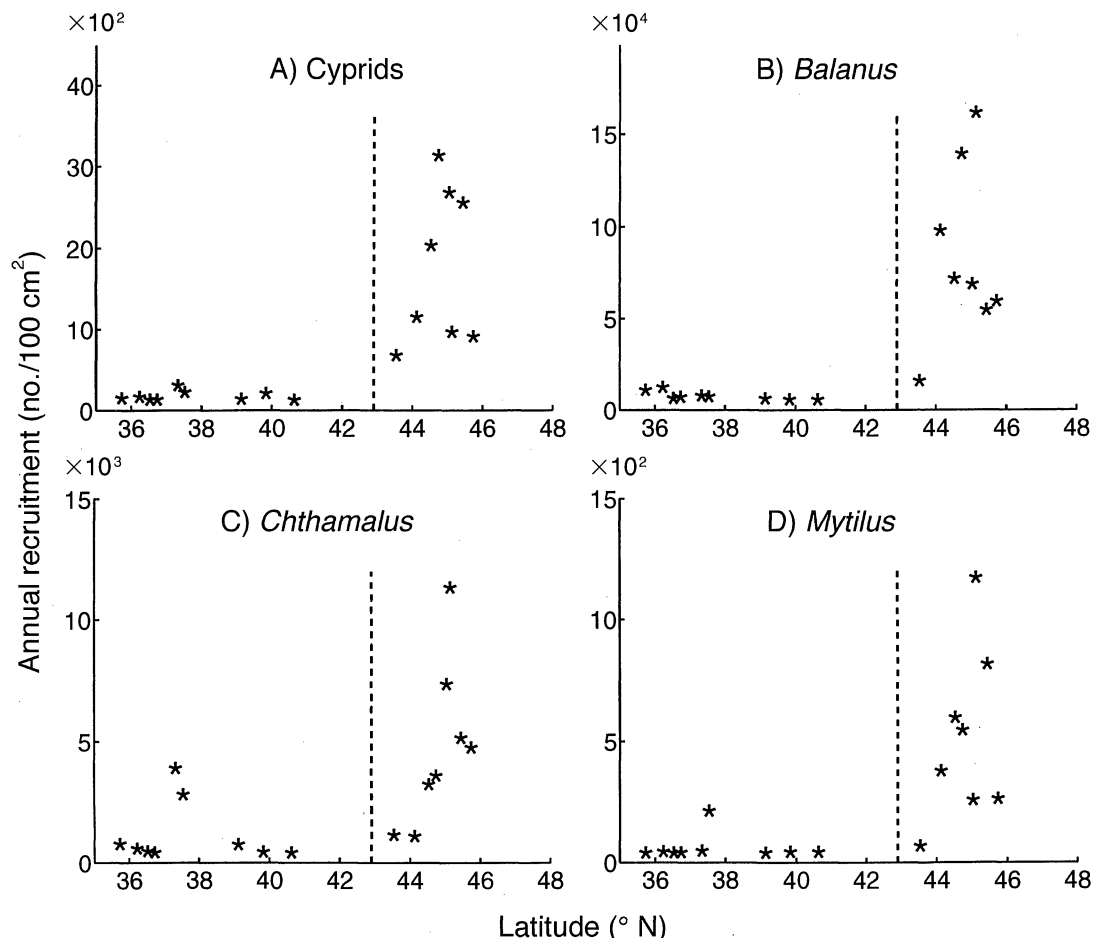 ×10²
A) Cyprids
40
30
20
10
0
36 38 40 42 44 46 48
×10⁴
B) Balanus
15
10
5
0
36 38 40 42 44 46 48
×10³
C) Chthamalus
15
10
5
0
36 38 40 42 44 46 48
×10²
D) Mytilus
15
10
5
0
36 38 40 42 44 46 48
Annual recruitment (no./100 cm²)
Latitude (° N)